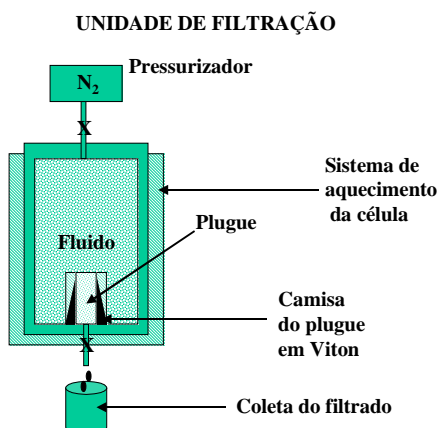 UNIDADE DE FILTRAÇÃO
Pressurizador
N₂
X
Sistema de
aquecimento
da célula
Plugue
Fluido
Camisa
do plugue
em Viton
X
Coleta do filtrado